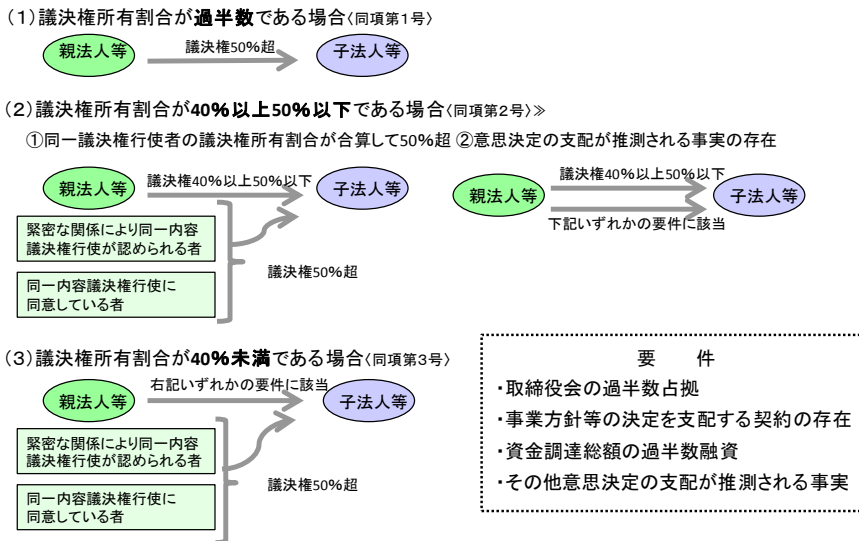 (1)議決権所有割合が過半数である場合〈同項第1号〉
親法人等
議決権50%超
子法人等
(2)議決権所有割合が40%以上50%以下である場合〈同項第2号〉≫
①同一議決権行使者の議決権所有割合が合算して50%超 ②意思決定の支配が推測される事実の存在
親法人等
議決権40%以上50%以下
子法人等
緊密な関係により同一内容
議決権行使が認められる者
同一内容議決権行使に
同意している者
議決権50%超
親法人等
議決権40%以上50%以下
子法人等
下記いずれかの要件に該当
(3)議決権所有割合が40%未満である場合〈同項第3号〉
右記いずれかの要件に該当
親法人等
子法人等
緊密な関係により同一内容
議決権行使が認められる者
同一内容議決権行使に
同意している者
議決権50%超
要 件
・取締役会の過半数占拠
・事業方針等の決定を支配する契約の存在
・資金調達総額の過半数融資
・その他意思決定の支配が推測される事実